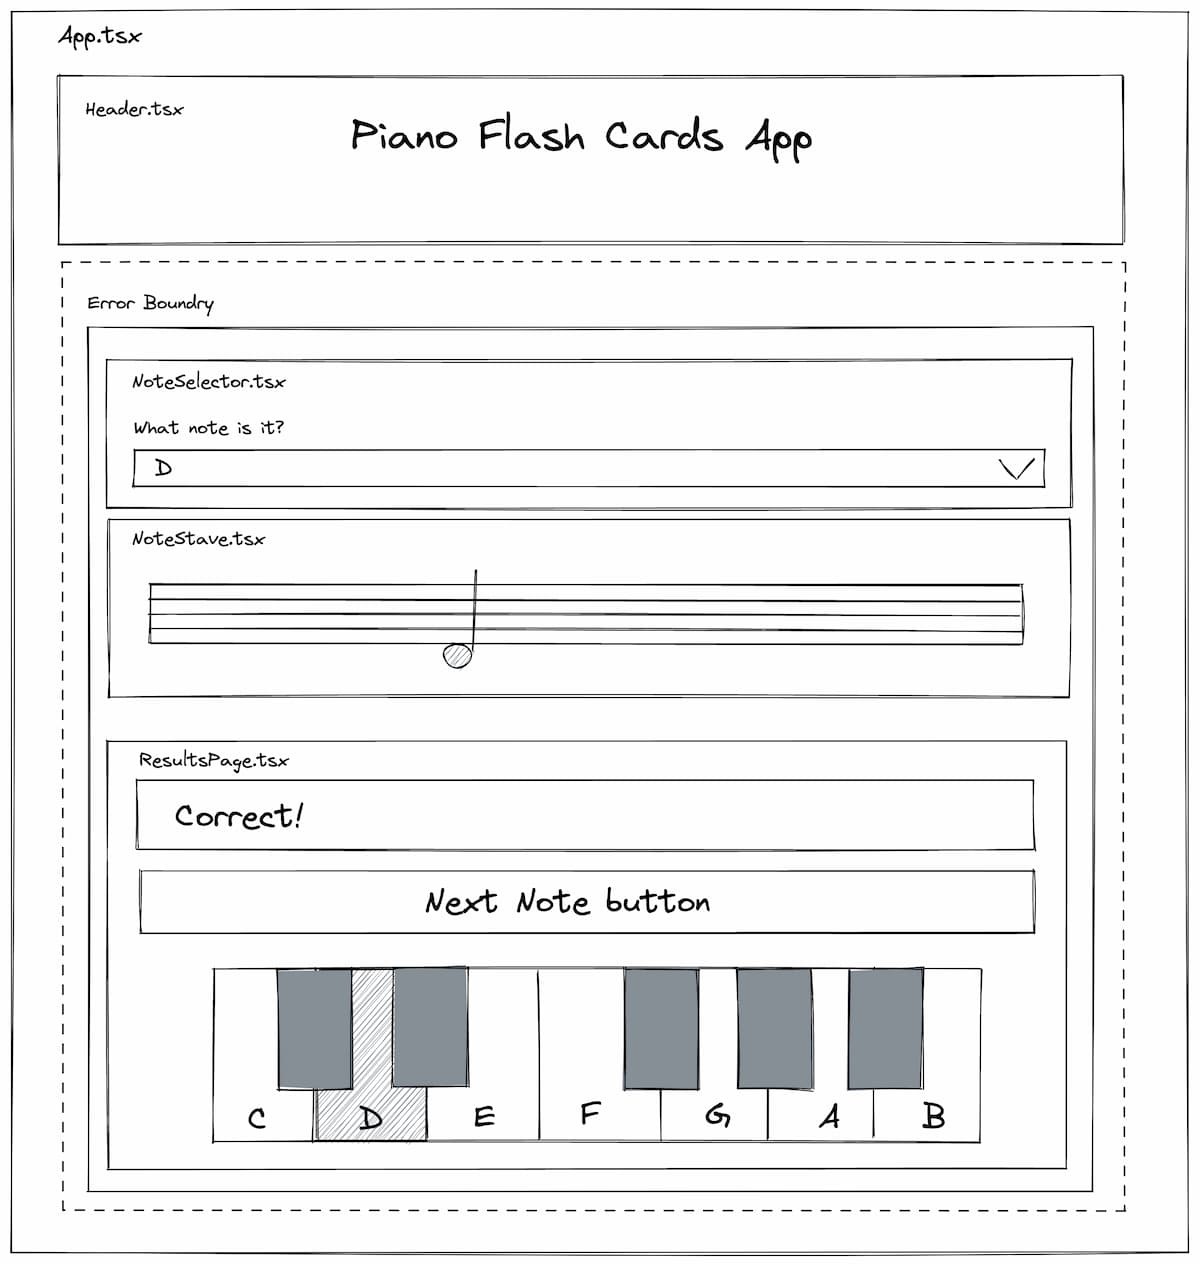 App.tsx
Header.tsx
Piano Flash Cards App
Error Boundry
NoteSelector.tsx
What note is it?
D
NoteStave.tsx
ResultsPage.tsx
Correct!
Next Note button
C D E F G A B